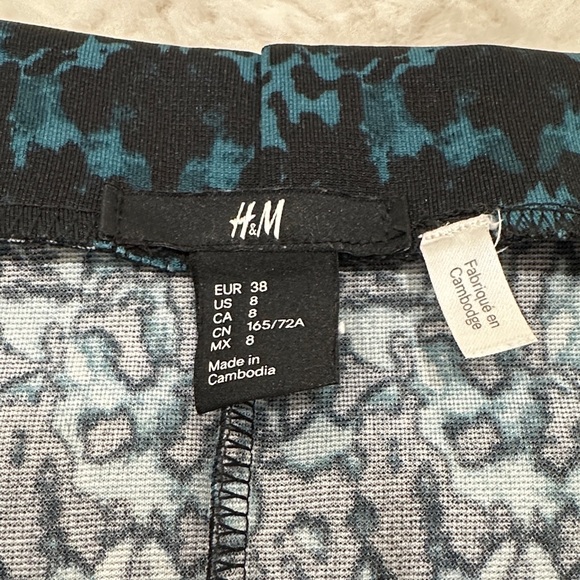 H&M
EUR 38
US 8
CA 8
CN 165/72A
MX 8
Made in
Cambodia
Fabriqué en
Cambodge